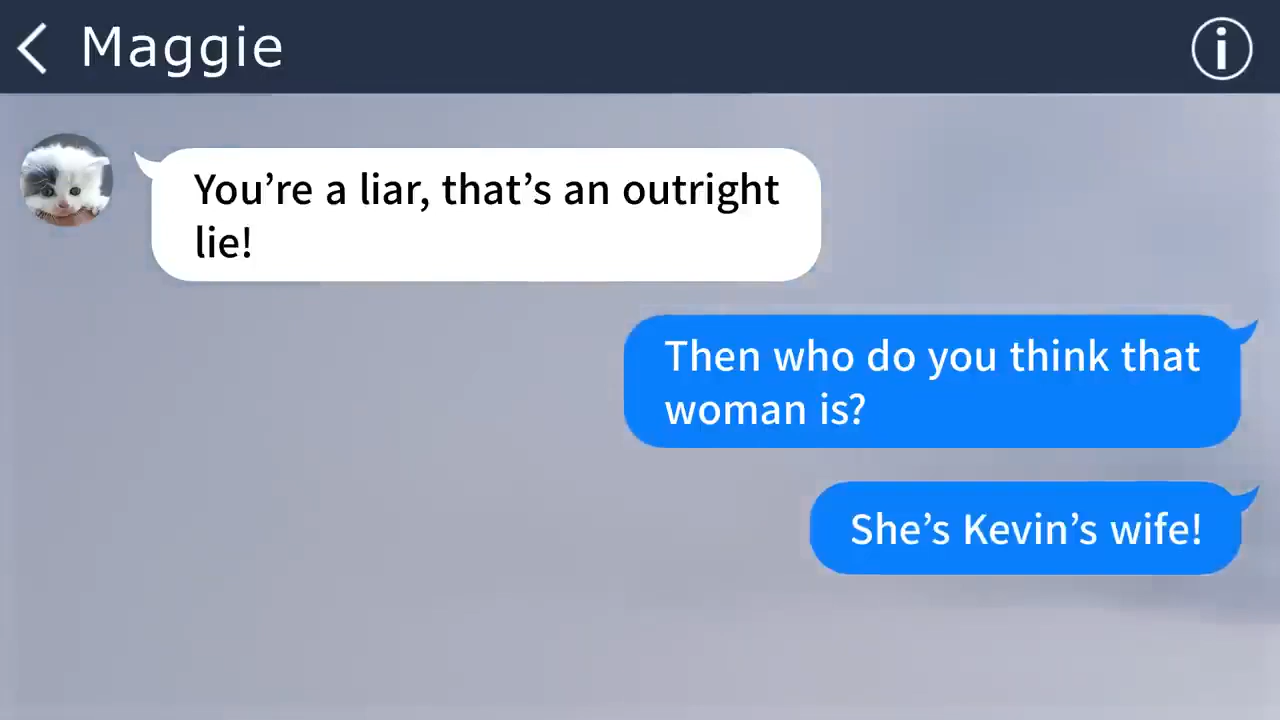 Maggie
You’re a liar, that’s an outright
lie!
Then who do you think that
woman is?
She’s Kevin’s wife!